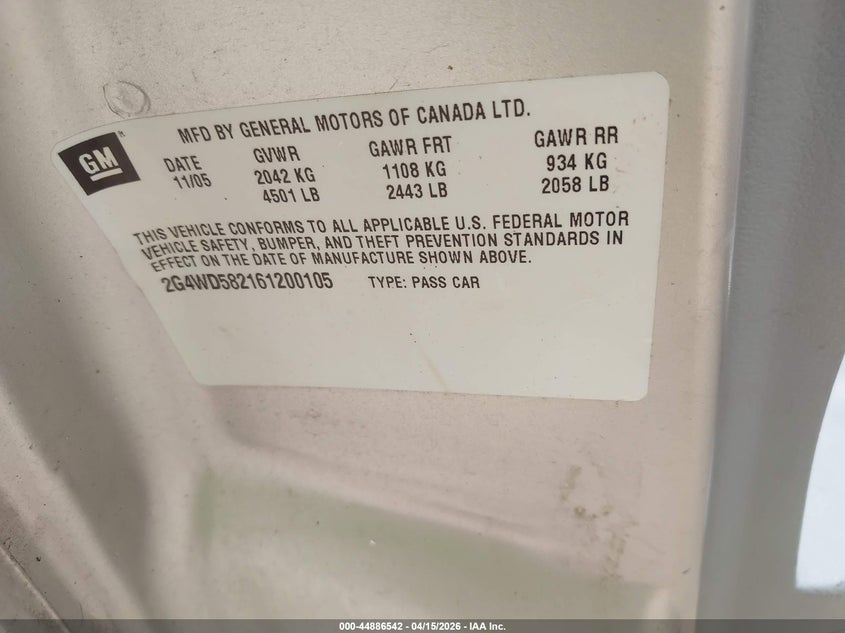 MFD BY GENERAL MOTORS OF CANADA LTD.
GM
DATE GVWR GAWR FRT GAWR RR
11/05 2042 KG 1108 KG 934 KG
4501 LB 2443 LB 2058 LB
THIS VEHICLE CONFORMS TO ALL APPLICABLE U.S. FEDERAL MOTOR
VEHICLE SAFETY, BUMPER, AND THEFT PREVENTION STANDARDS IN
EFFECT ON THE DATE OF MANUFACTURE SHOWN ABOVE.
2G4WD582161200105 TYPE: PASS CAR
000-44886542 - 04/15/2026 - IAA Inc.